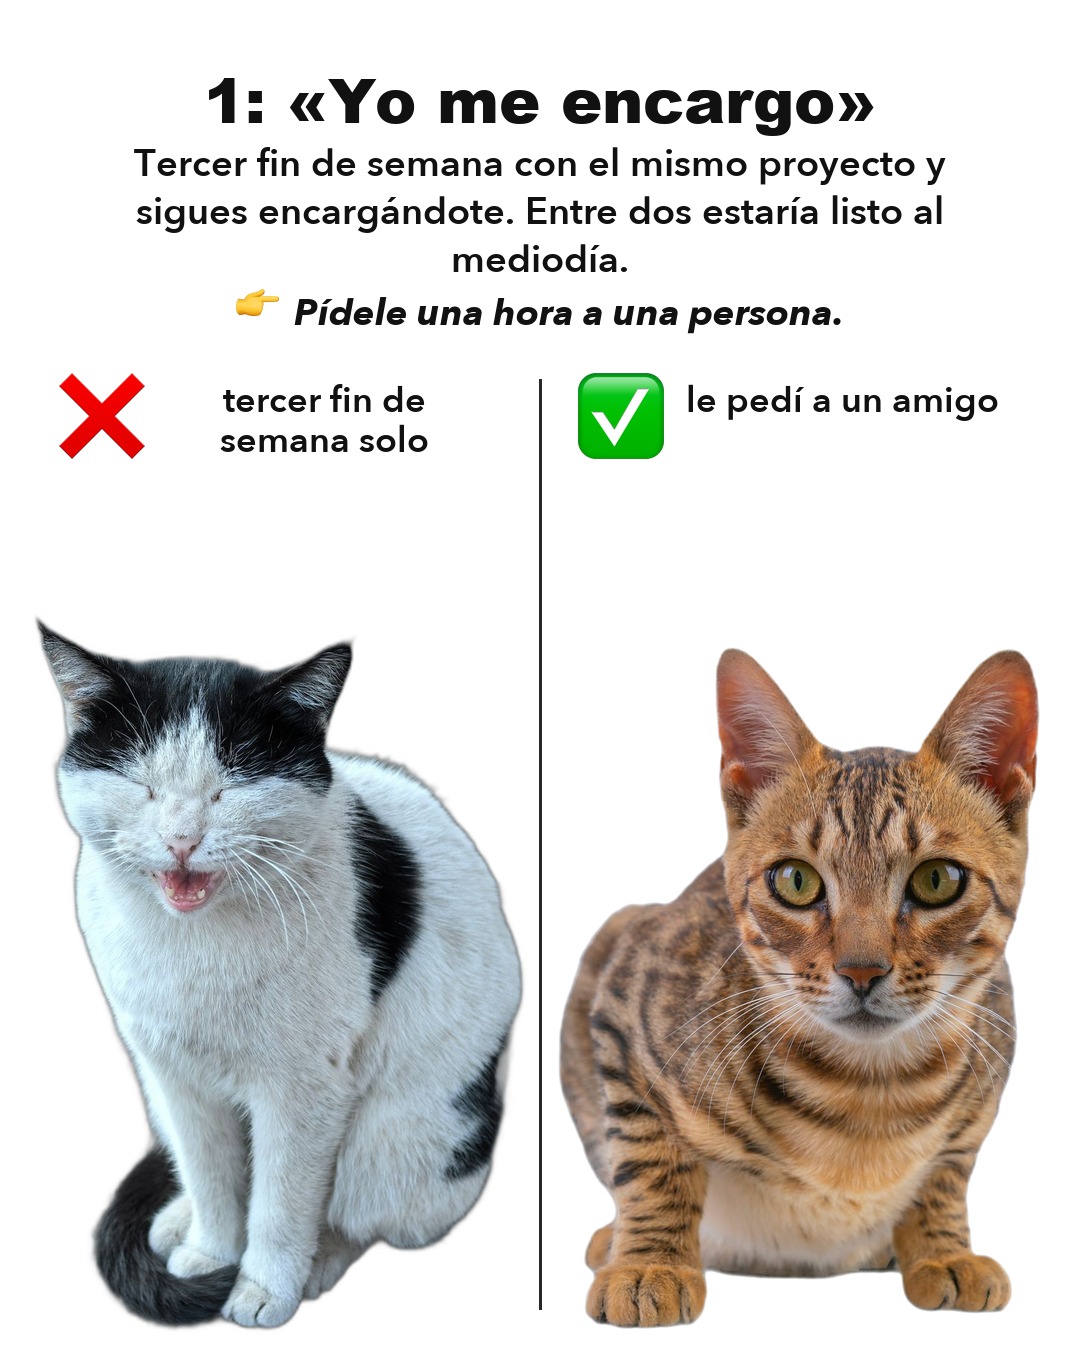 1: «Yo me encargo»
Tercer fin de semana con el mismo proyecto y
sigues encargándote. Entre dos estaría listo al
mediodía.
👉 Pídele una hora a una persona.
❌ tercer fin de
semana solo
✅ le pedí a un amigo